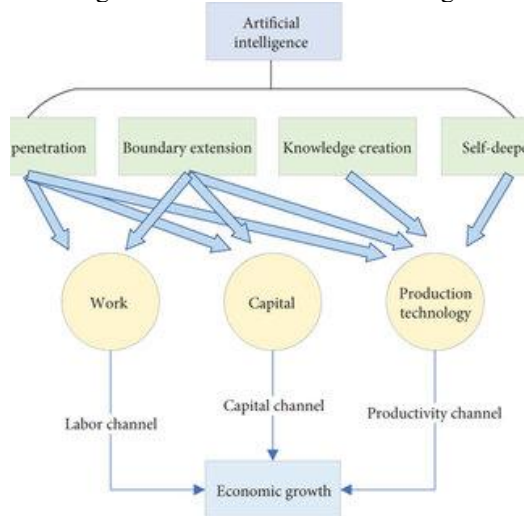 Artificial
intelligence
penetration
Boundary extension
Knowledge creation
Self-deepe
Work
Capital
Production
technology
Labor channel
Capital channel
Productivity channel
Economic growth